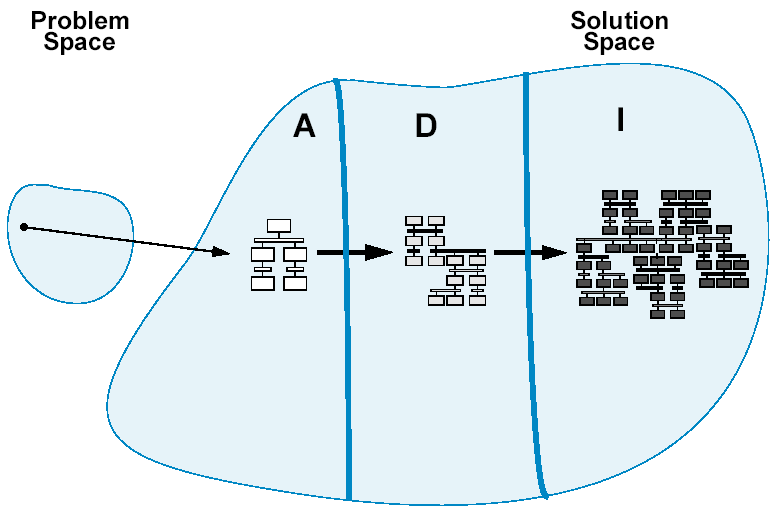 Problem
Space
Solution
Space
A
D
I